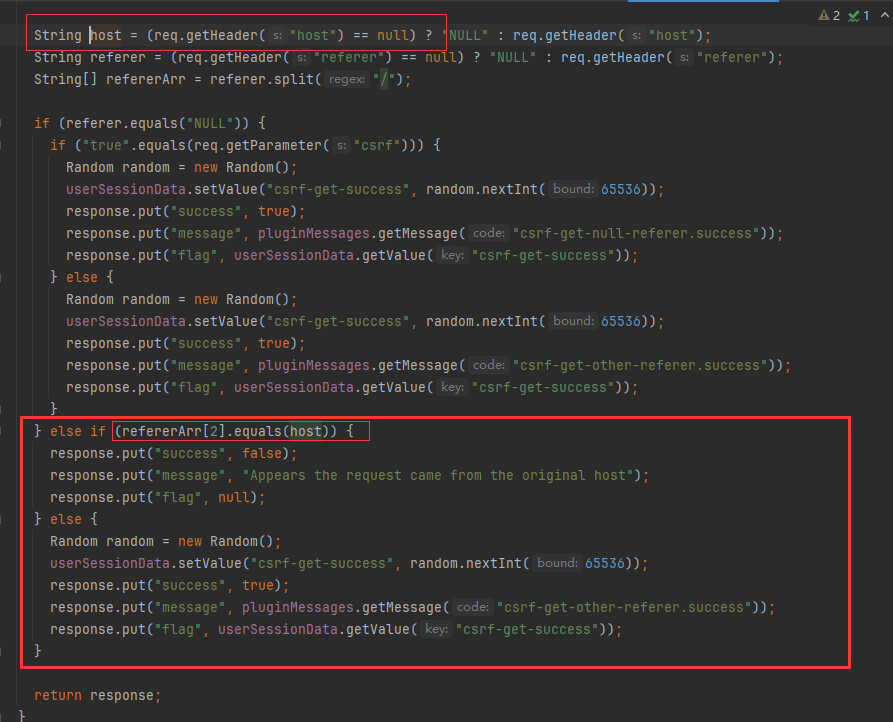 2 1
String host = (req.getHeader( s: "host") == null) ? "NULL" : req.getHeader( s: "host");
String referer = (req.getHeader( s: "referer") == null) ? "NULL" : req.getHeader( s: "referer");
String[] refererArr = referer.split( regex: "/");
if (referer.equals("NULL")) {
if ("true".equals(req.getParameter( s: "csrf"))) {
Random random = new Random();
userSessionData.setValue("csrf-get-success", random.nextInt( bound: 65536));
response.put("success", true);
response.put("message", pluginMessages.getMessage( code: "csrf-get-null-referer.success"));
response.put("flag", userSessionData.getValue( key: "csrf-get-success"));
} else {
Random random = new Random();
userSessionData.setValue("csrf-get-success", random.nextInt( bound: 65536));
response.put("success", true);
response.put("message", pluginMessages.getMessage( code: "csrf-get-other-referer.success"));
response.put("flag", userSessionData.getValue( key: "csrf-get-success"));
}
} else if (refererArr[2].equals(host)) {
response.put("success", false);
response.put("message", "Appears the request came from the original host");
response.put("flag", null);
} else {
Random random = new Random();
userSessionData.setValue("csrf-get-success", random.nextInt( bound: 65536));
response.put("success", true);
response.put("message", pluginMessages.getMessage( code: "csrf-get-other-referer.success"));
response.put("flag", userSessionData.getValue( key: "csrf-get-success"));
}
return response;
}